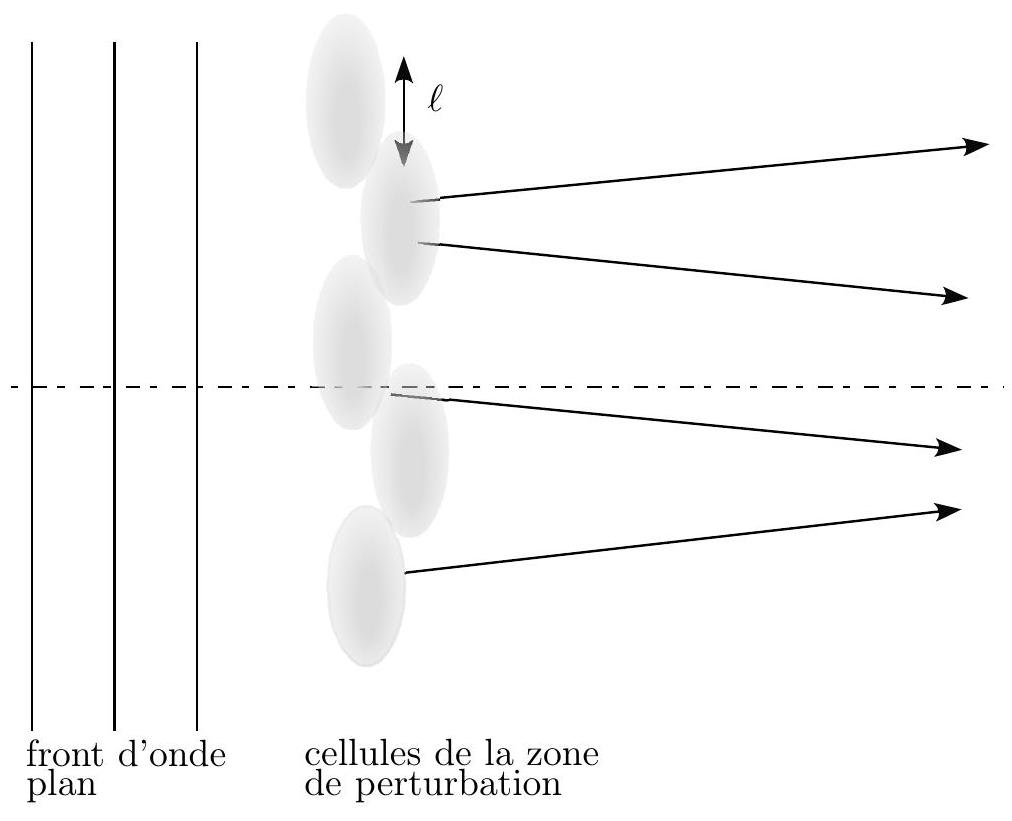 ℓ
front d'onde
plan
cellules de la zone
de perturbation